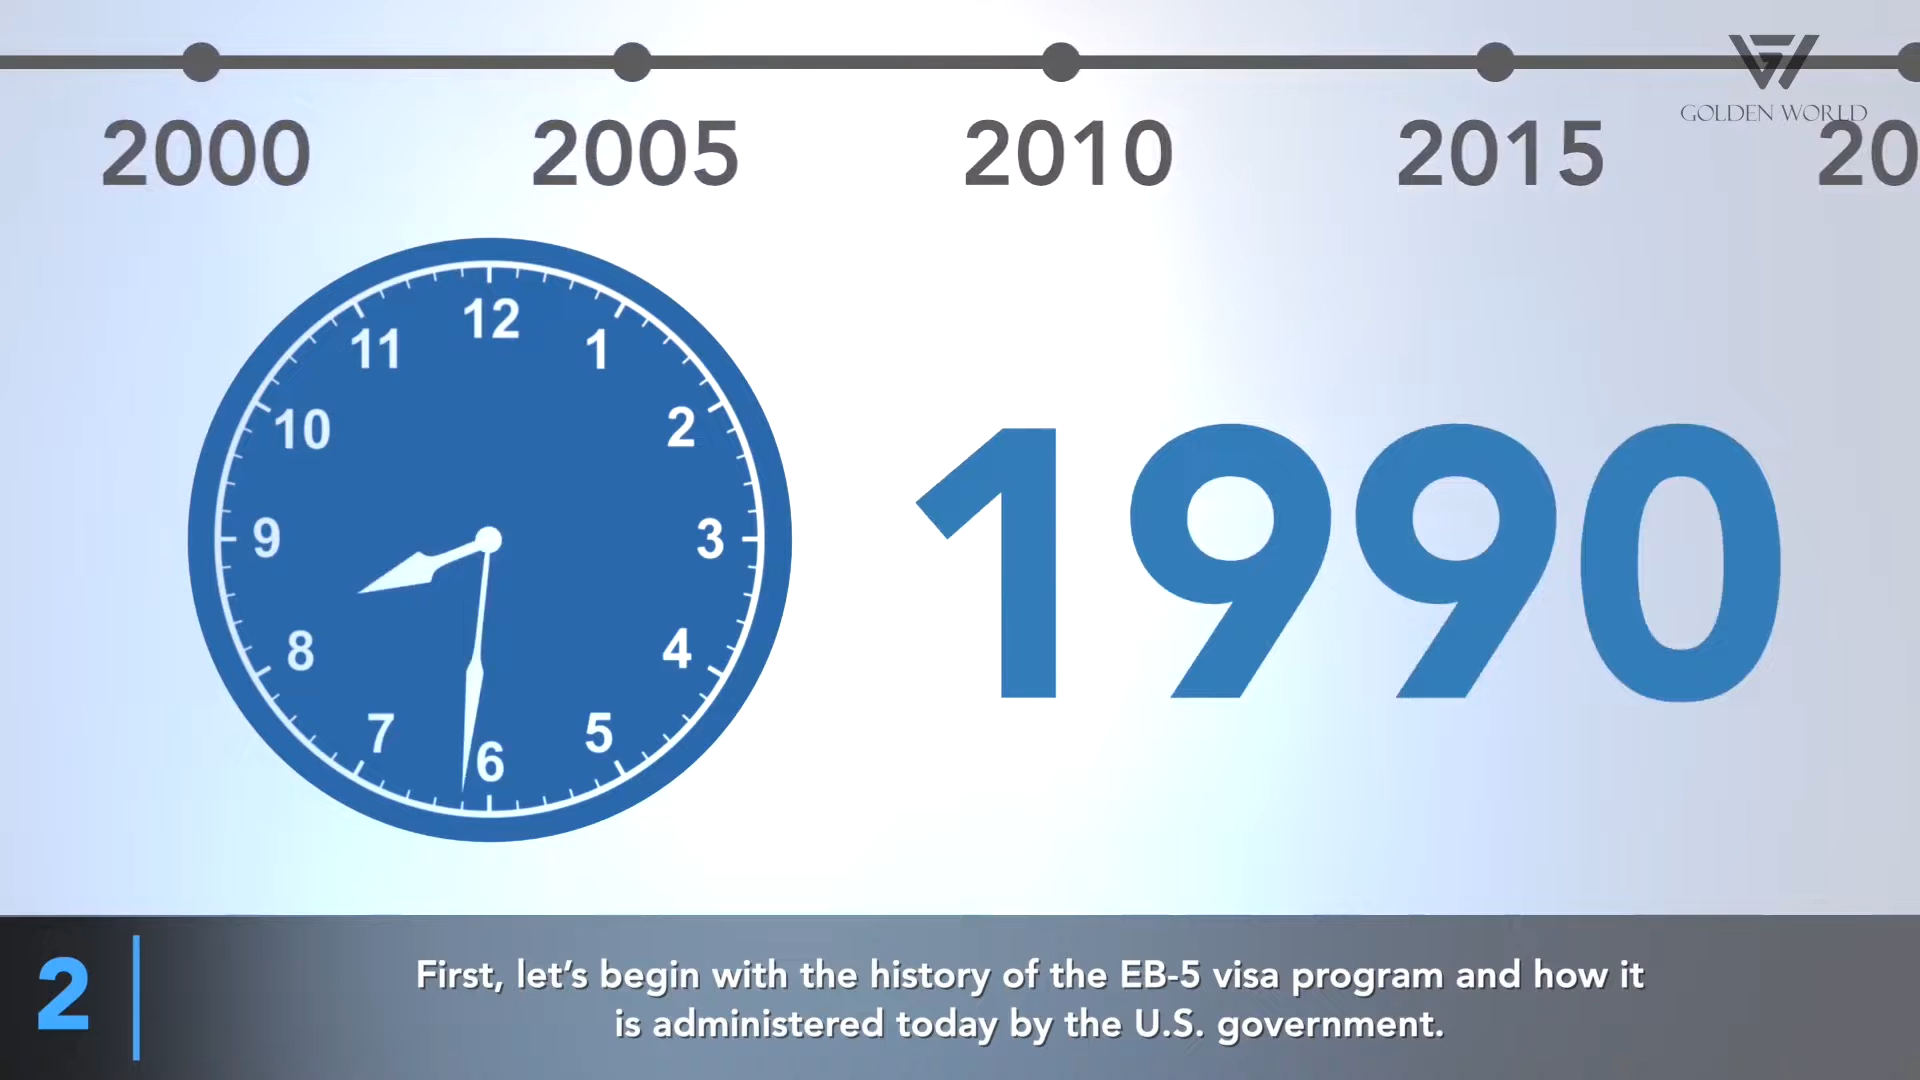 2000 2005 2010 2015 20
GOLDEN WORLD
12
11 1
10 2
9 3
8 4
7 5
6
1990
2
First, let's begin with the history of the EB-5 visa program and how it
is administered today by the U.S. government.